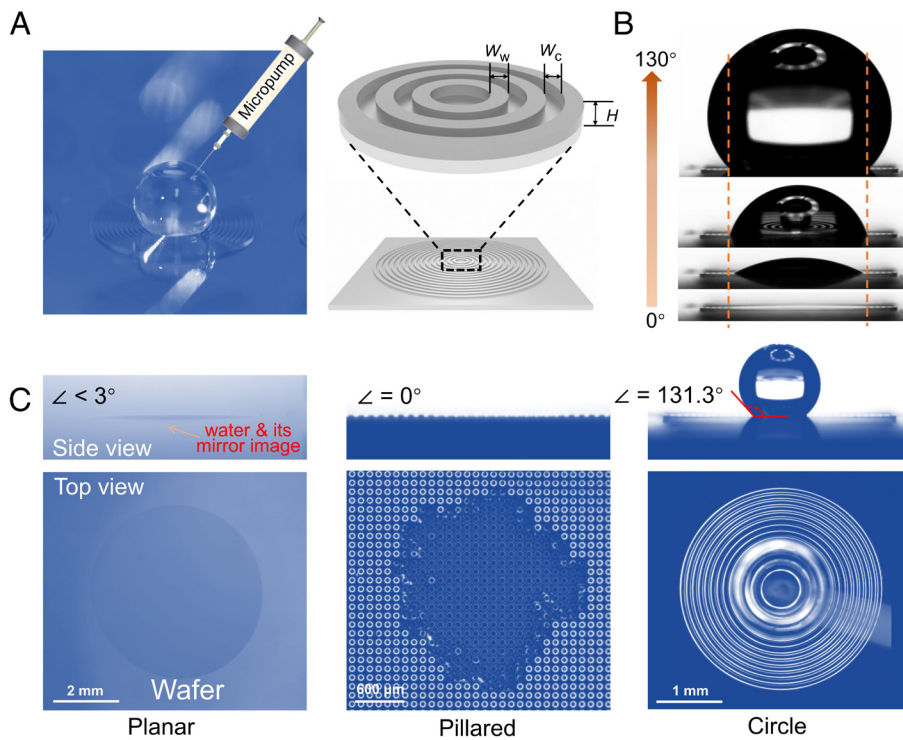 A
Micropump
W_w
W_c
H
B
130°
0°
C
∠ < 3°
water & its
mirror image
Side view
∠ = 0°
∠ = 131.3°
Top view
2 mm
Wafer
600 μm
1 mm
Planar
Pillared
Circle